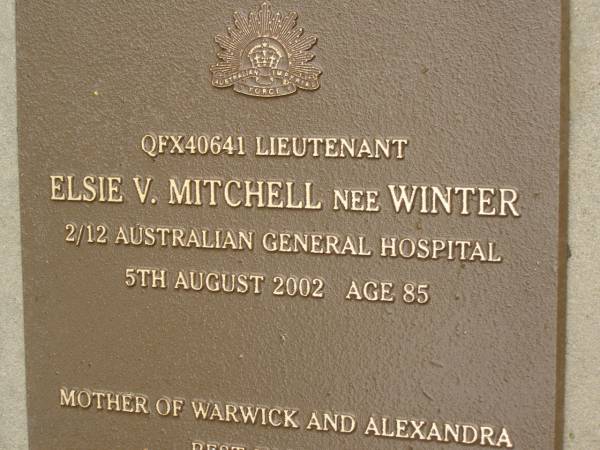 AUSTRALIAN IMPERIAL
FORCE
QFX40641 LIEUTENANT
ELSIE V. MITCHELL NEE WINTER
2/12 AUSTRALIAN GENERAL HOSPITAL
5TH AUGUST 2002 AGE 85
MOTHER OF WARWICK AND ALEXANDRA
REST